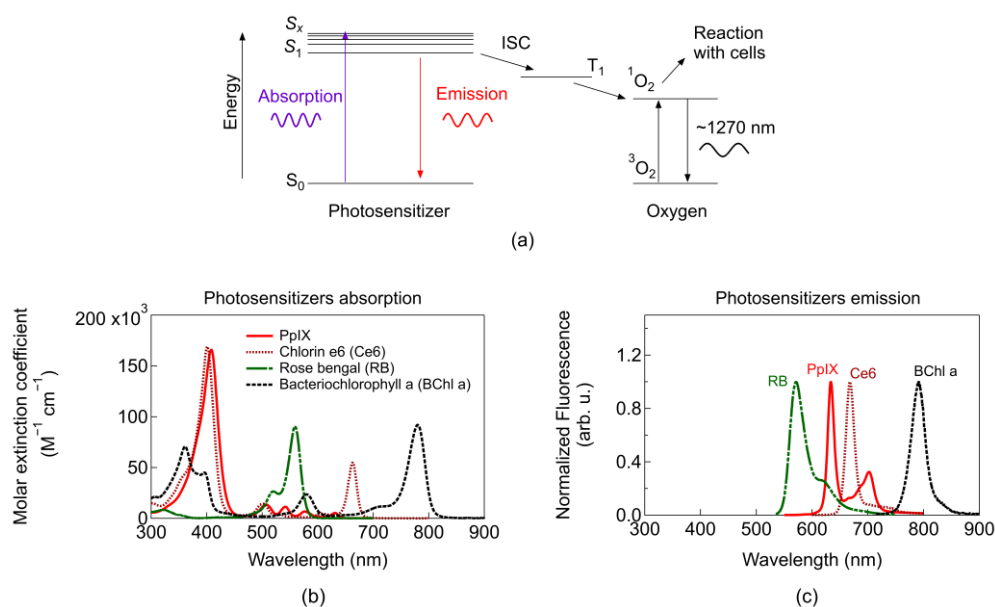 Energy
Sₓ
S₁
S₀
Absorption
Emission
ISC
T₁
¹O₂
Reaction
with cells
~1270 nm
³O₂
Photosensitizer
Oxygen
(a)
Photosensitizers absorption
Molar extinction coefficient
(M⁻¹ cm⁻¹)
200 x10³
150
100
50
0
PpIX
Chlorin e6 (Ce6)
Rose bengal (RB)
Bacteriochlorophyll a (BChl a)
300 400 500 600 700 800 900
Wavelength (nm)
(b)
Photosensitizers emission
Normalized Fluorescence
(arb. u.)
1.2
0.8
0.4
0.0
RB
PpIX
Ce6
BChl a
300 400 500 600 700 800 900
Wavelength (nm)
(c)